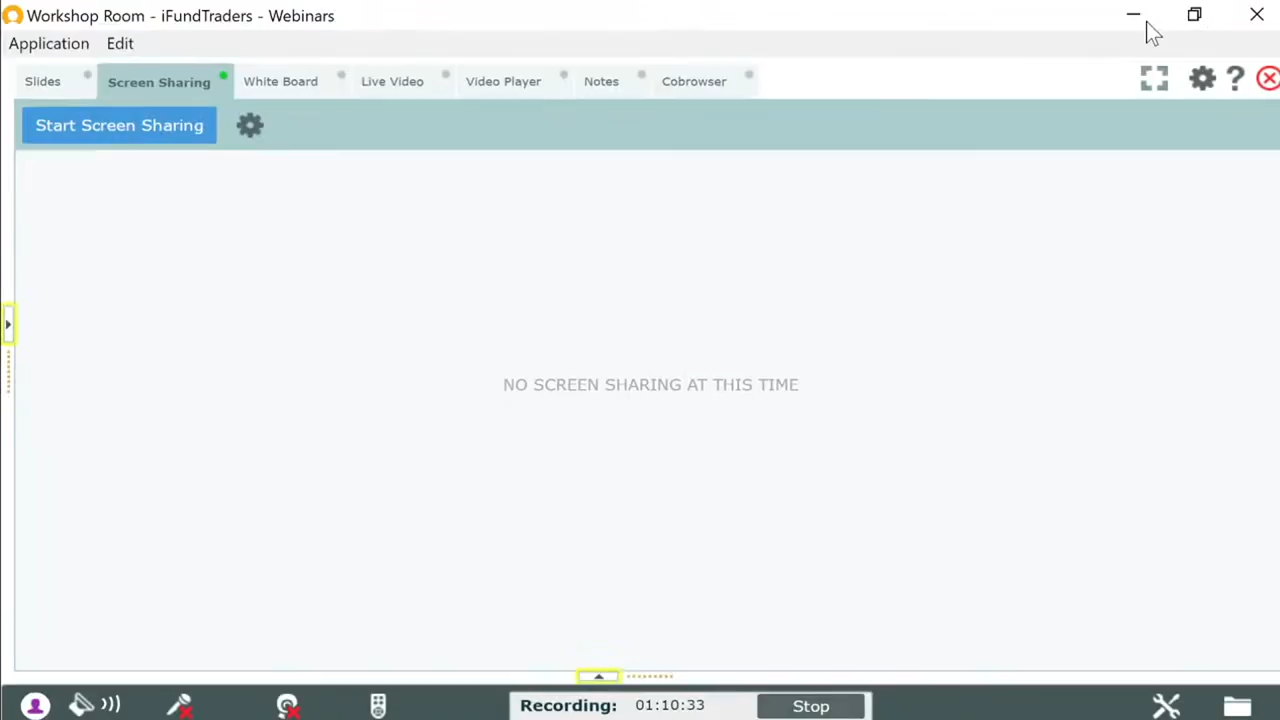 Workshop Room - iFundTraders - Webinars
Application Edit
Slides Screen Sharing White Board Live Video Video Player Notes Cobrowser
Start Screen Sharing
NO SCREEN SHARING AT THIS TIME
Recording: 01:10:33 Stop